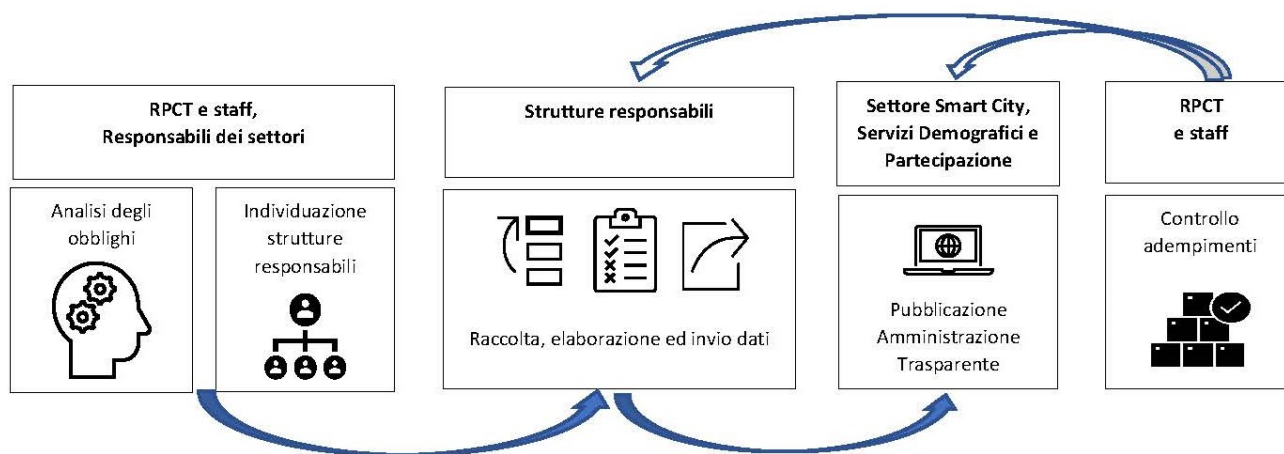 RPCT e staff,
Responsabili dei settori
Analisi degli
obblighi
Individuazione
strutture
responsabili
Strutture responsabili
Raccolta, elaborazione ed invio dati
Settore Smart City,
Servizi Demografici e
Partecipazione
Pubblicazione
Amministrazione
Trasparente
RPCT
e staff
Controllo
adempimenti